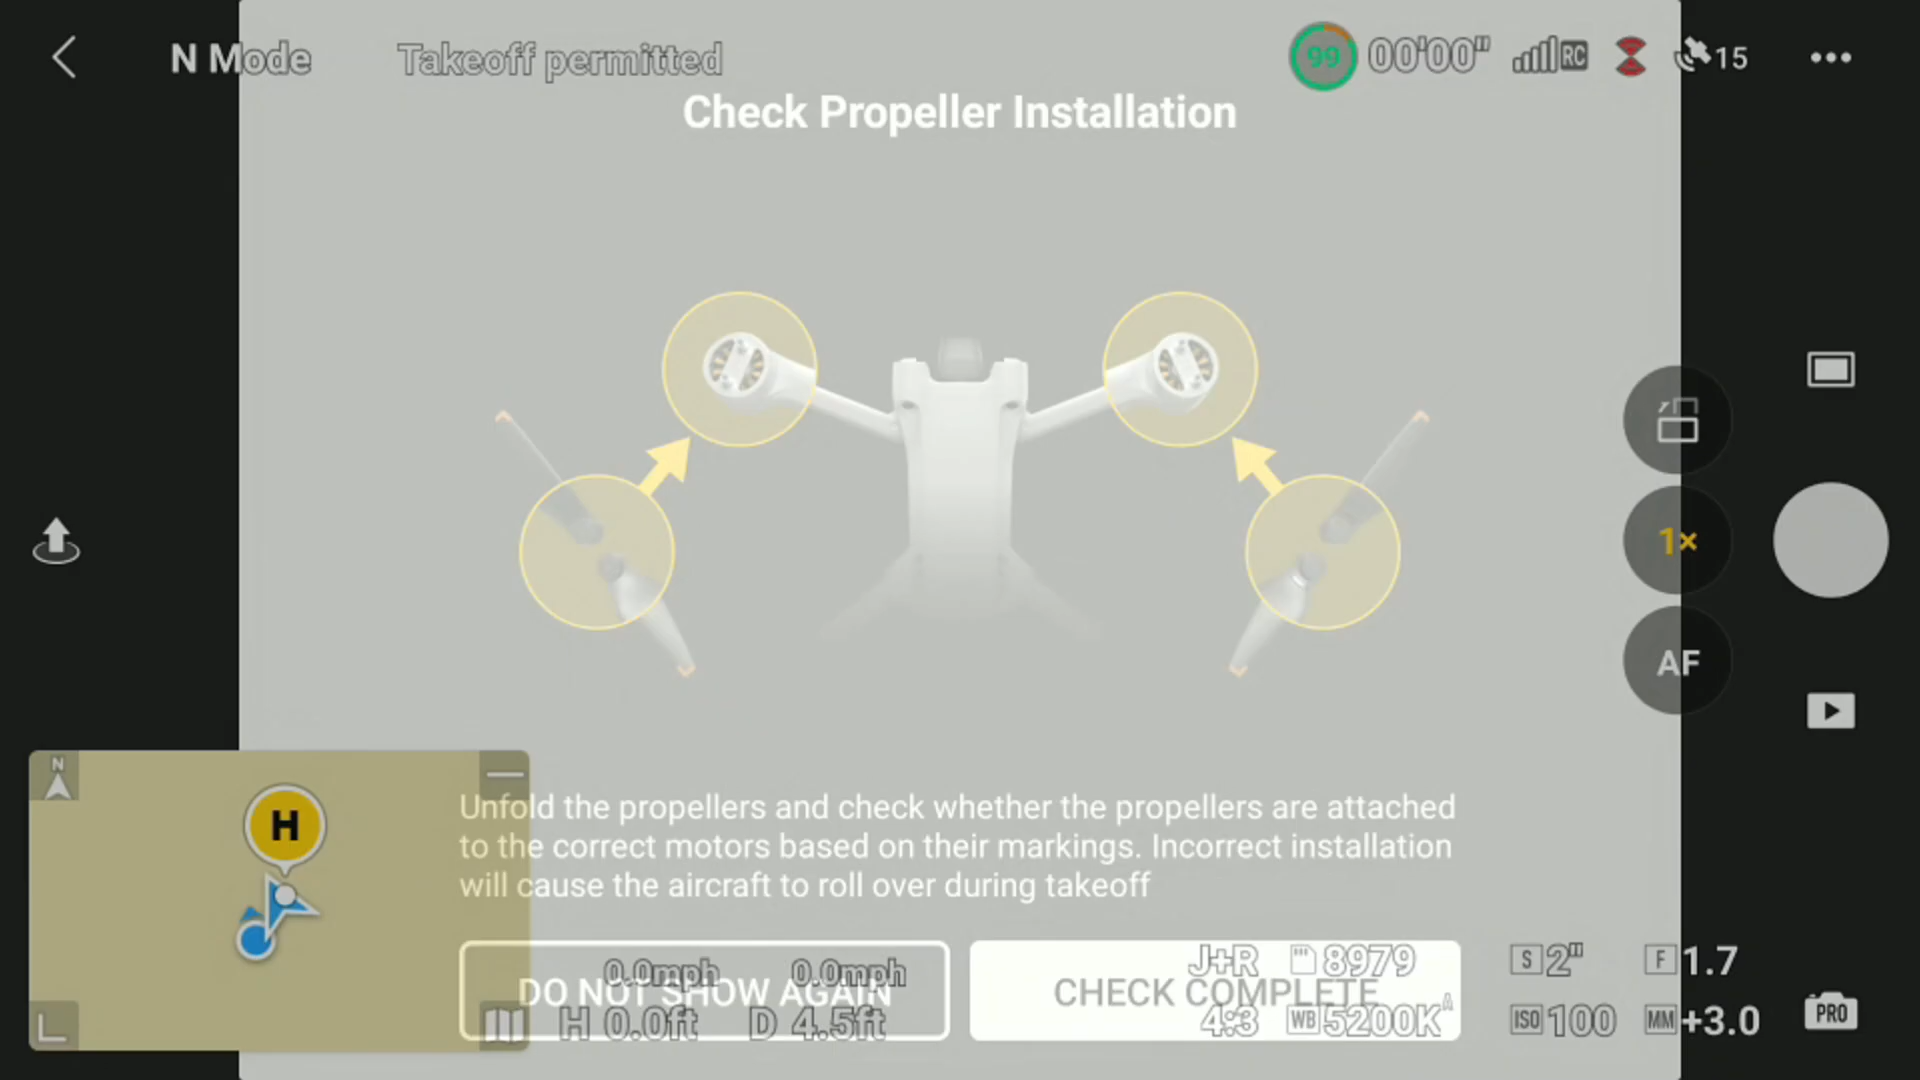 N Mode
Takeoff permitted
99
00'00"
RC
15
Check Propeller Installation
1×
AF
N
H
Unfold the propellers and check whether the propellers are attached
to the correct motors based on their markings. Incorrect installation
will cause the aircraft to roll over during takeoff
DO NOT SHOW AGAIN
CHECK COMPLETE
0.0mph
0.0mph
H 0.0ft
D 4.5ft
J+R
8979
S 2"
F 1.7
4:3
WB 5200K A
ISO 100
MM +3.0
PRO